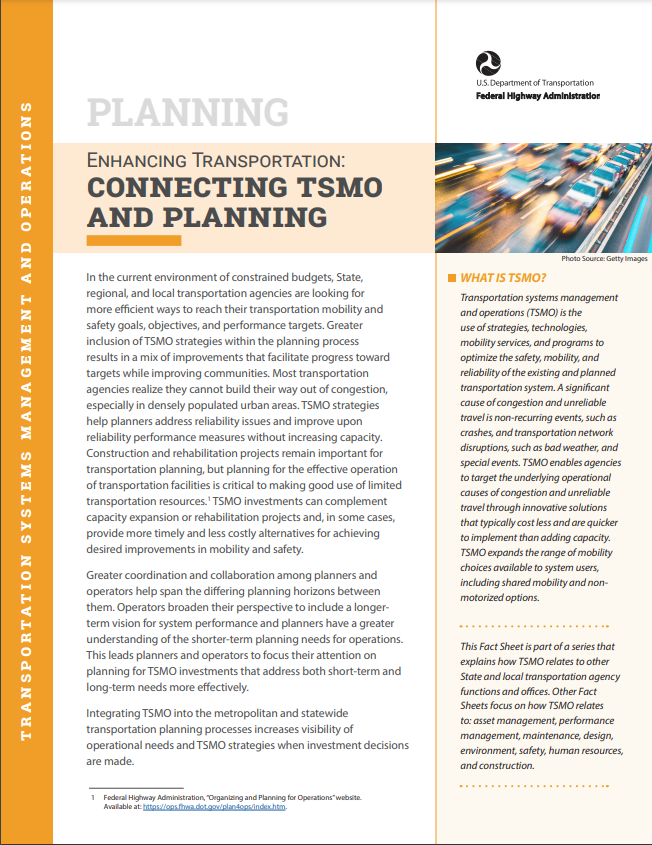 TRANSPORTATION SYSTEMS MANAGEMENT AND OPERATIONS
PLANNING
U.S. Department of Transportation
Federal Highway Administration
ENHANCING TRANSPORTATION:
CONNECTING TSMO
AND PLANNING
Photo Source: Getty Images
In the current environment of constrained budgets, State,
regional, and local transportation agencies are looking for
more efficient ways to reach their transportation mobility and
safety goals, objectives, and performance targets. Greater
inclusion of TSMO strategies within the planning process
results in a mix of improvements that facilitate progress toward
targets while improving communities. Most transportation
agencies realize they cannot build their way out of congestion,
especially in densely populated urban areas. TSMO strategies
help planners address reliability issues and improve upon
reliability performance measures without increasing capacity.
Construction and rehabilitation projects remain important for
transportation planning, but planning for the effective operation
of transportation facilities is critical to making good use of limited
transportation resources.¹ TSMO investments can complement
capacity expansion or rehabilitation projects and, in some cases,
provide more timely and less costly alternatives for achieving
desired improvements in mobility and safety.
Greater coordination and collaboration among planners and
operators help span the differing planning horizons between
them. Operators broaden their perspective to include a longer-
term vision for system performance and planners have a greater
understanding of the shorter-term planning needs for operations.
This leads planners and operators to focus their attention on
planning for TSMO investments that address both short-term and
long-term needs more effectively.
Integrating TSMO into the metropolitan and statewide
transportation planning processes increases visibility of
operational needs and TSMO strategies when investment decisions
are made.
1 Federal Highway Administration, "Organizing and Planning for Operations" website.
Available at: https://ops.fhwa.dot.gov/plan4ops/index.htm.
WHAT IS TSMO?
Transportation systems management
and operations (TSMO) is the
use of strategies, technologies,
mobility services, and programs to
optimize the safety, mobility, and
reliability of the existing and planned
transportation system. A significant
cause of congestion and unreliable
travel is non-recurring events, such as
crashes, and transportation network
disruptions, such as bad weather, and
special events. TSMO enables agencies
to target the underlying operational
causes of congestion and unreliable
travel through innovative solutions
that typically cost less and are quicker
to implement than adding capacity.
TSMO expands the range of mobility
choices available to system users,
including shared mobility and non-
motorized options.
This Fact Sheet is part of a series that
explains how TSMO relates to other
State and local transportation agency
functions and offices. Other Fact
Sheets focus on how TSMO relates
to: asset management, performance
management, maintenance, design,
environment, safety, human resources,
and construction.